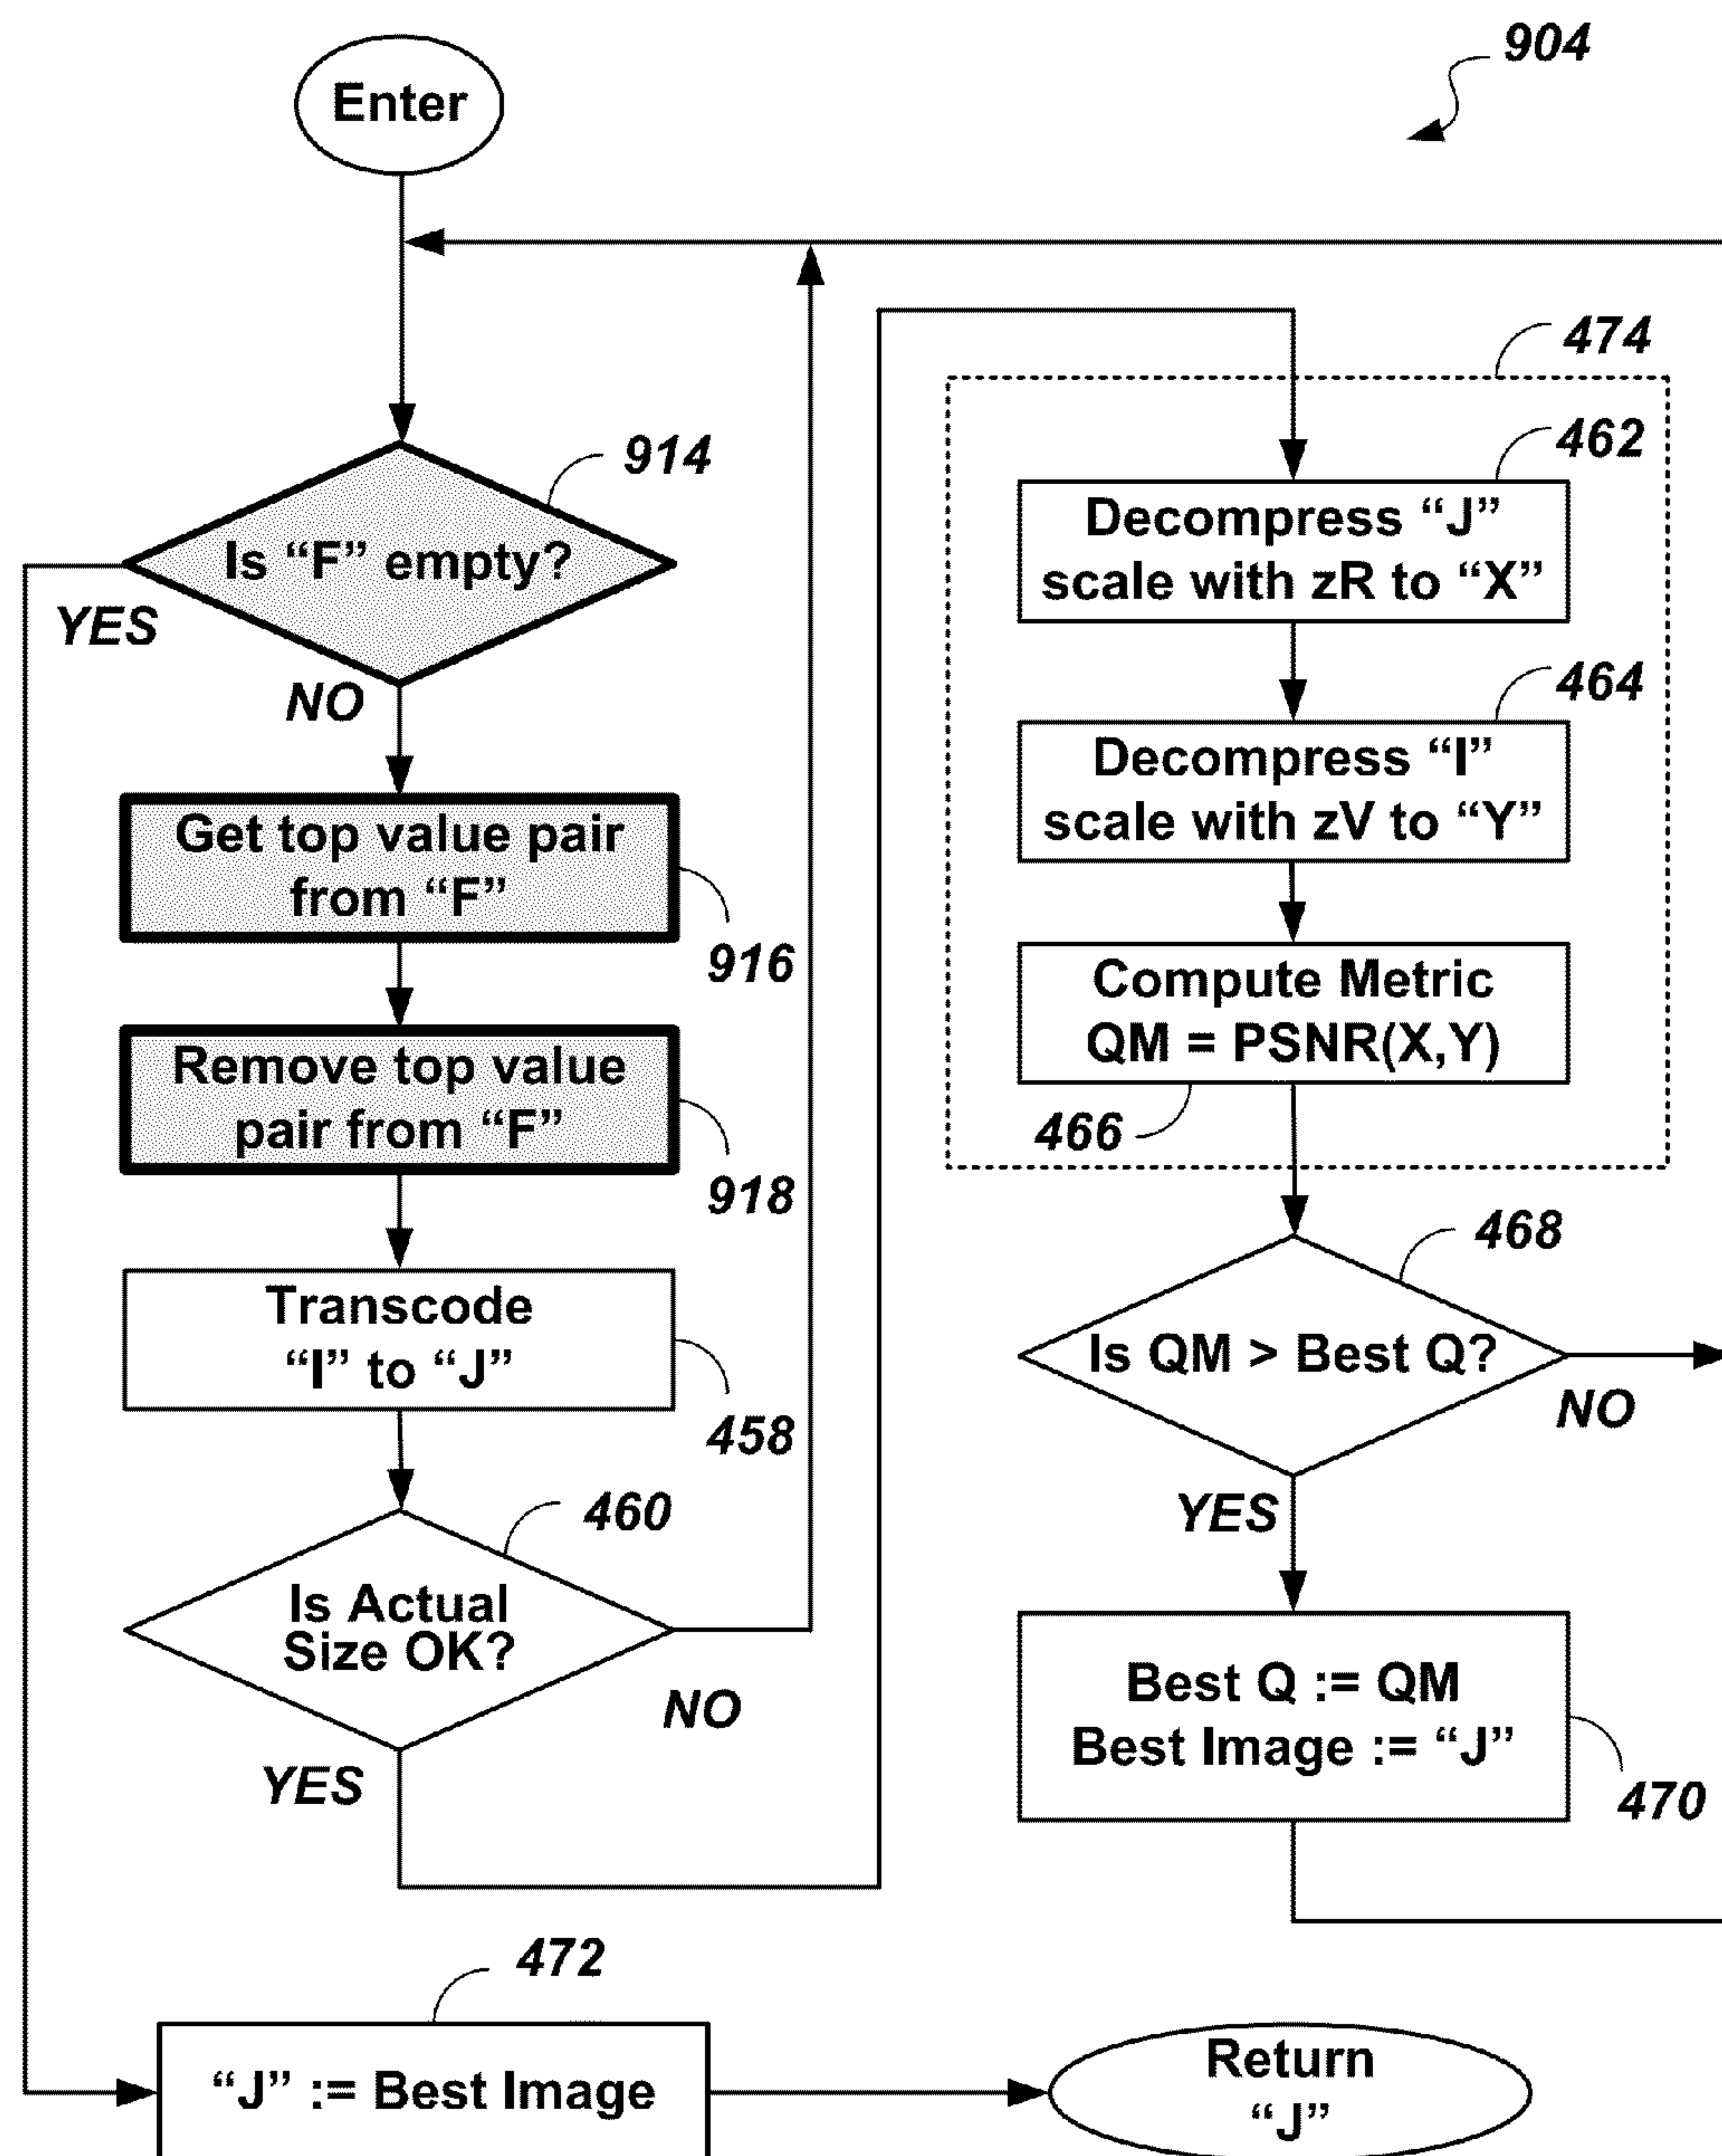 904
Enter
914
Is “F” empty?
YES
NO
Get top value pair
from “F”
916
Remove top value
pair from “F”
918
Transcode
“I” to “J”
458
460
Is Actual
Size OK?
NO
YES
474
462
Decompress “J”
scale with zR to “X”
464
Decompress “I”
scale with zV to “Y”
Compute Metric
QM = PSNR(X,Y)
466
468
Is QM > Best Q?
NO
YES
Best Q := QM
Best Image := “J”
470
472
“J” := Best Image
Return
“J”